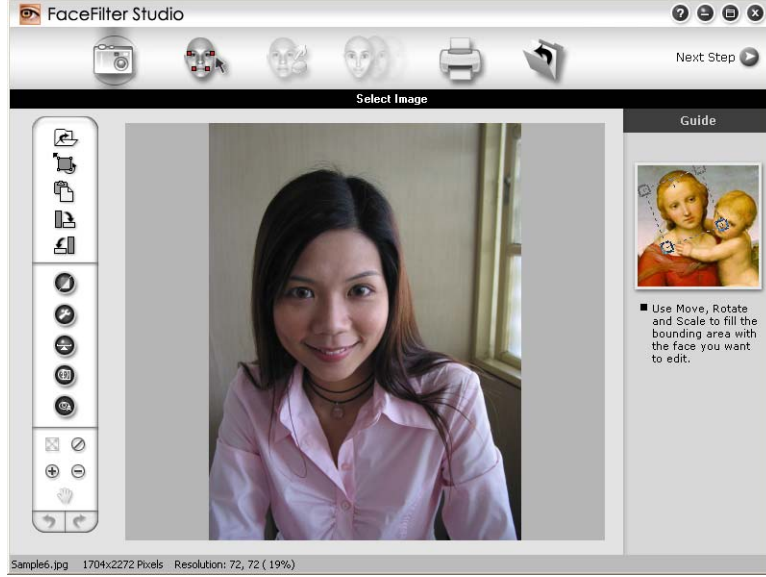 FaceFilter Studio
Next Step
Select Image
Guide
Use Move, Rotate
and Scale to fill the
bounding area with
the face you want
to edit.
Sample6.jpg 1704x2272 Pixels Resolution: 72, 72 ( 19%)